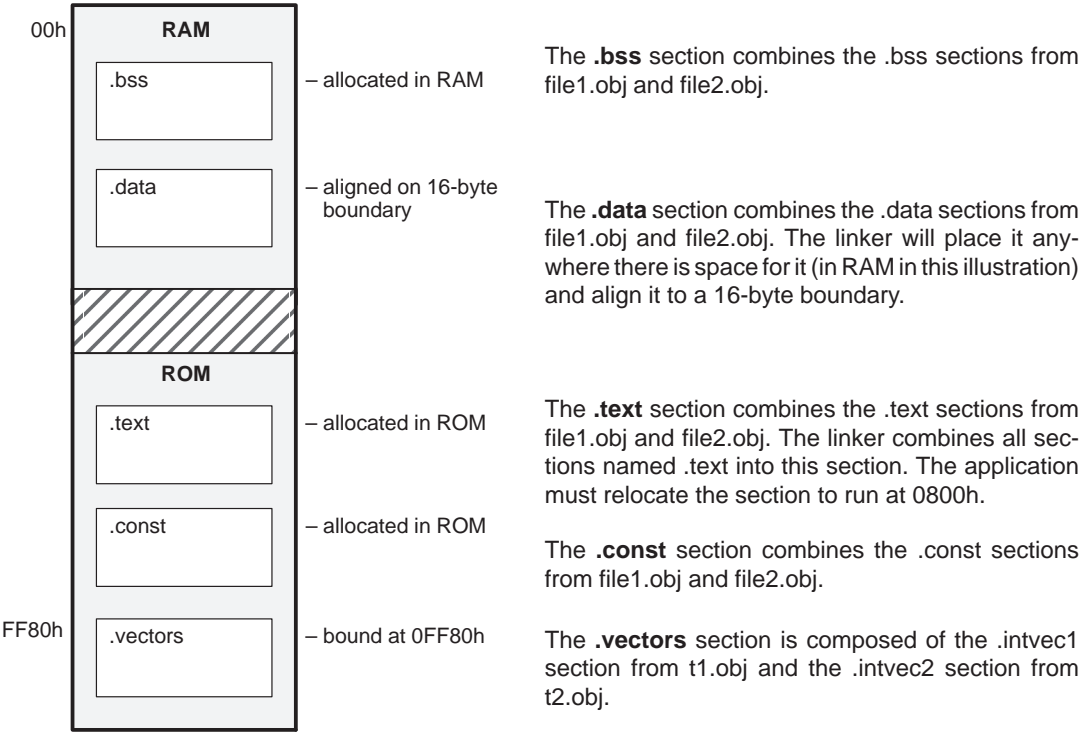 00h
RAM
.bss
– allocated in RAM
The .bss section combines the .bss sections from
file1.obj and file2.obj.
.data
– aligned on 16-byte
boundary
The .data section combines the .data sections from
file1.obj and file2.obj. The linker will place it any-
where there is space for it (in RAM in this illustration)
and align it to a 16-byte boundary.
ROM
.text
– allocated in ROM
The .text section combines the .text sections from
file1.obj and file2.obj. The linker combines all sec-
tions named .text into this section. The application
must relocate the section to run at 0800h.
.const
– allocated in ROM
The .const section combines the .const sections
from file1.obj and file2.obj.
FF80h
.vectors
– bound at 0FF80h
The .vectors section is composed of the .intvec1
section from t1.obj and the .intvec2 section from
t2.obj.